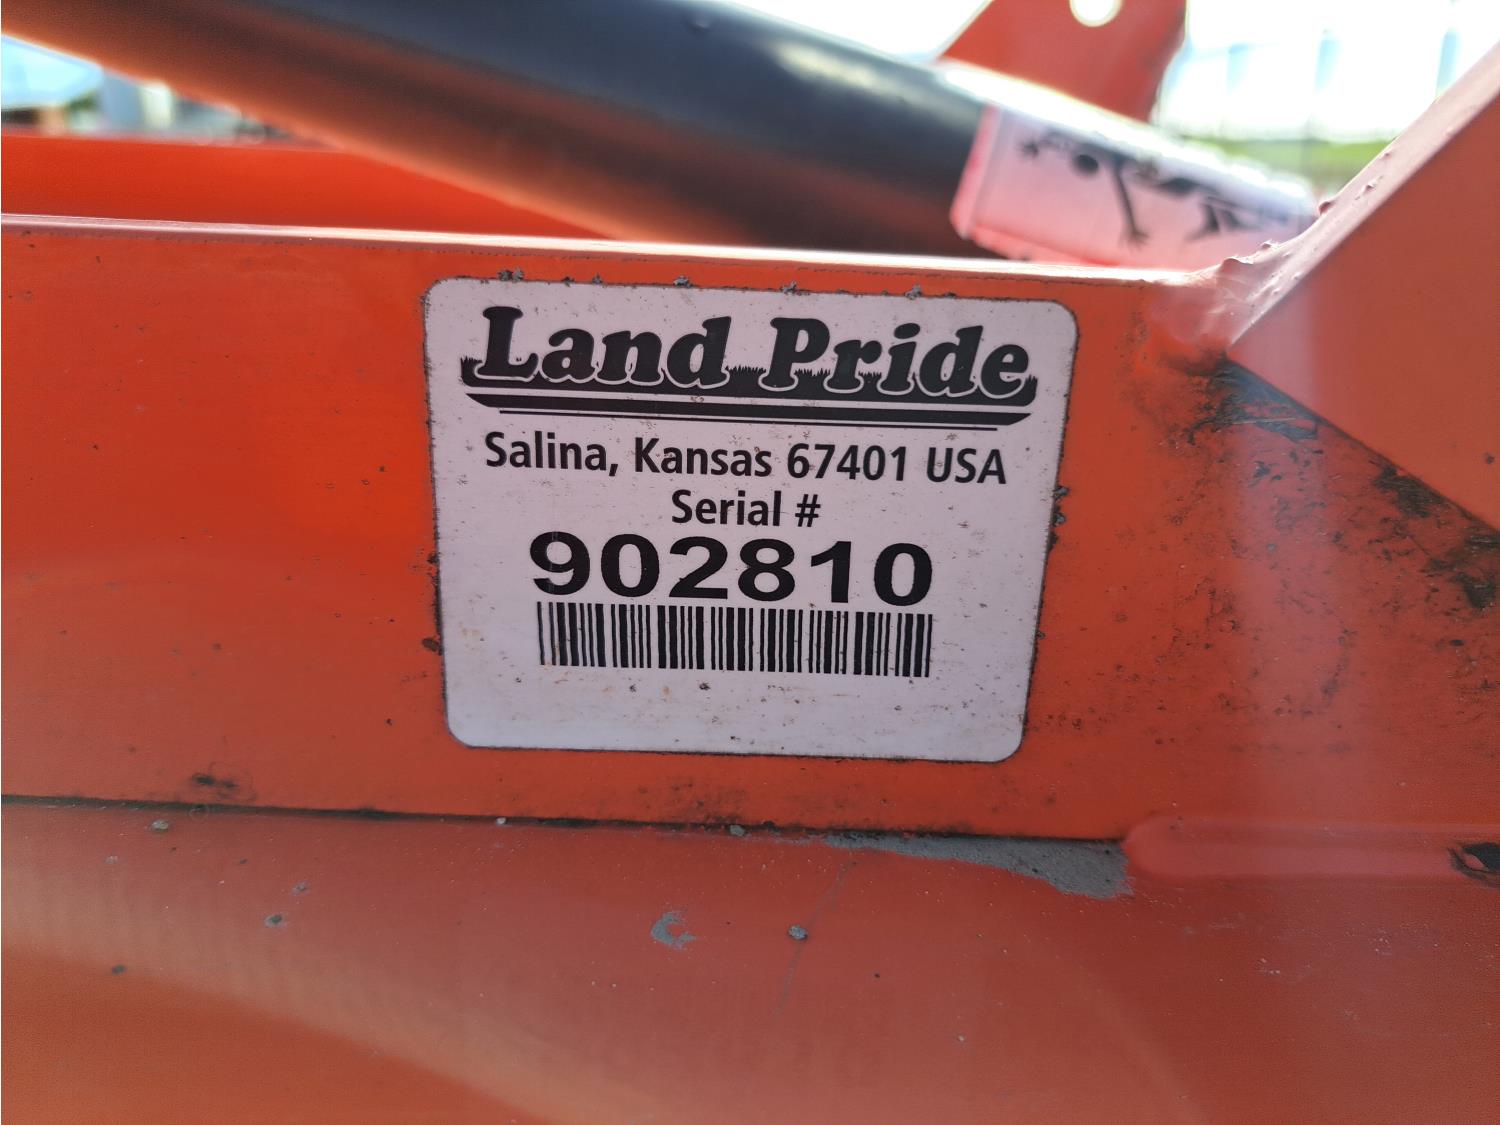 Land Pride
Salina, Kansas 67401 USA
Serial #
902810